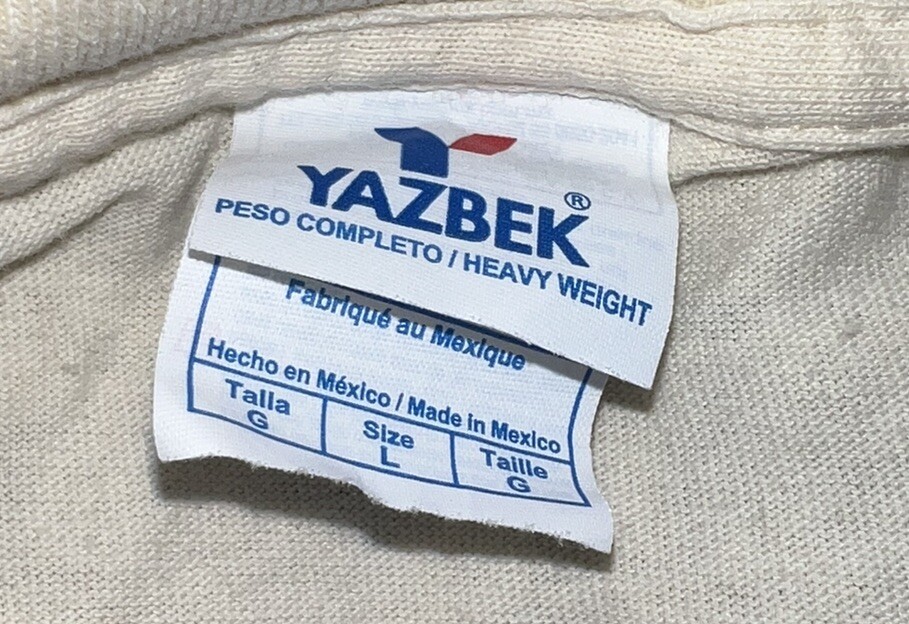 YAZBEK®
PESO COMPLETO / HEAVY WEIGHT
Fabriqué au Mexique
Hecho en México / Made in Mexico
Talla
G
Size
L
Taille
G